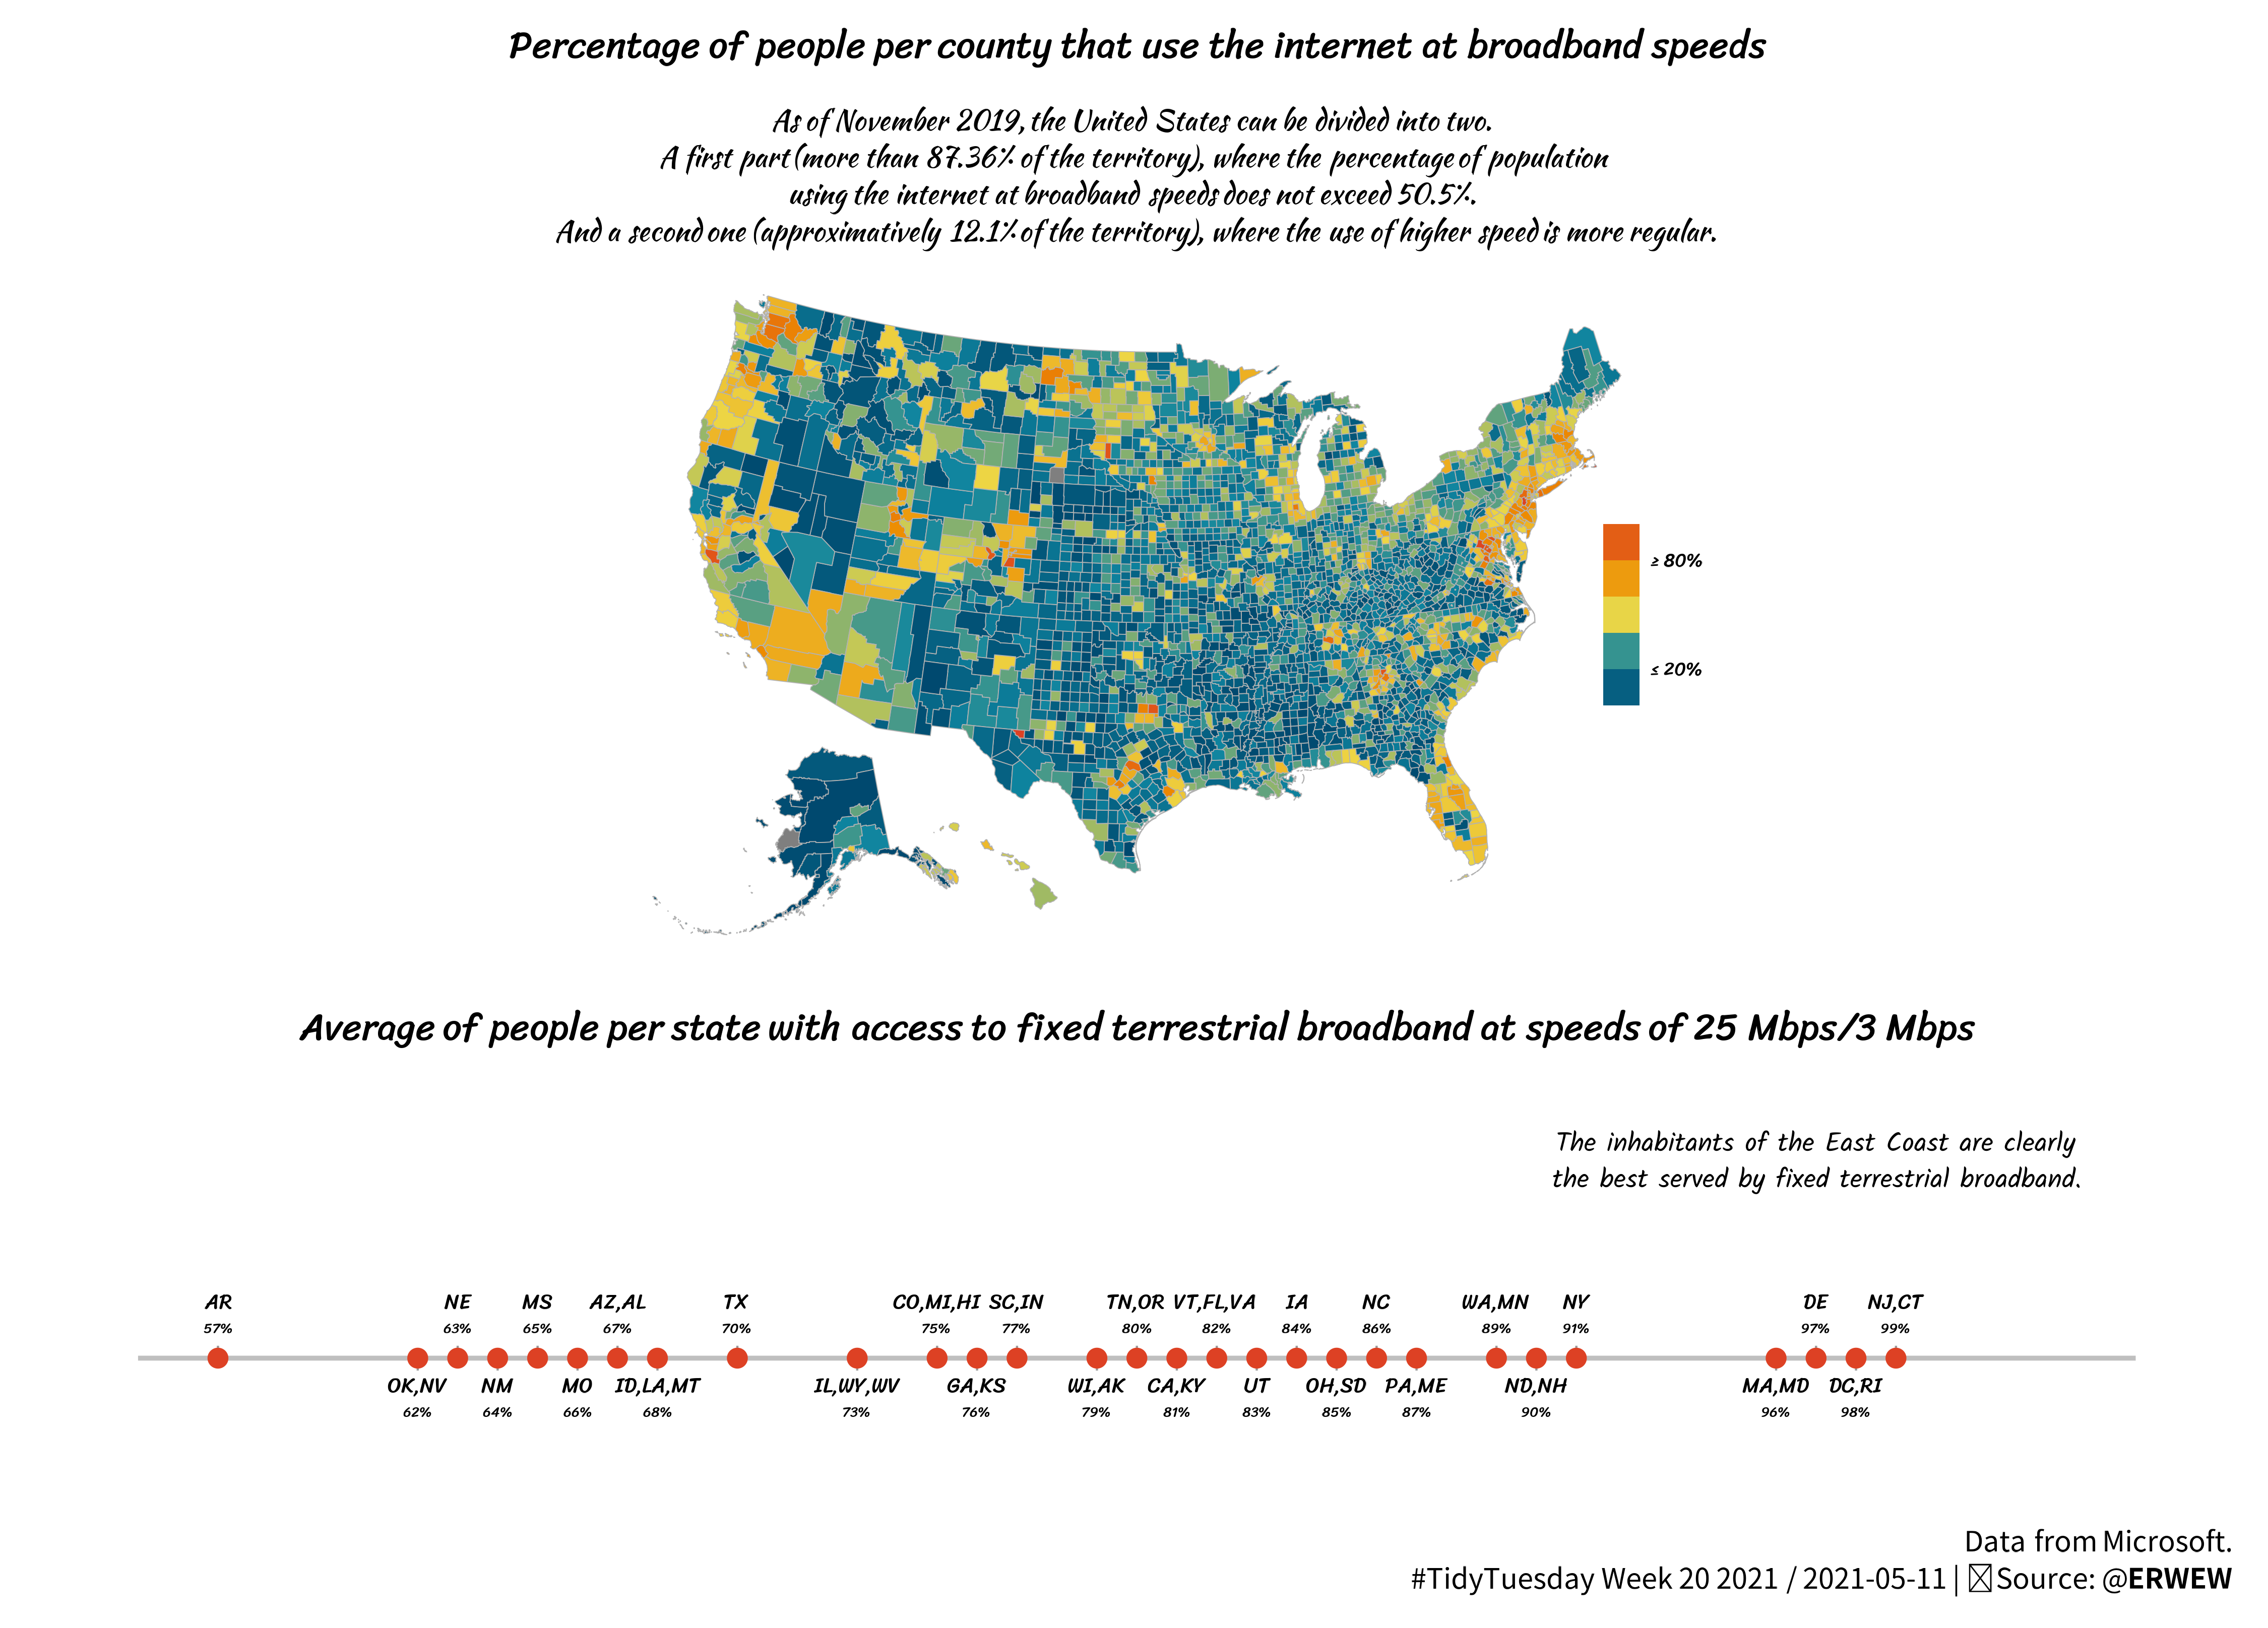 Percentage of people per county that use the internet at broadband speeds
As of November 2019, the United States can be divided into two.
A first part (more than 87.36% of the territory), where the percentage of population
using the internet at broadband speeds does not exceed 50.5%.
And a second one (approximatively 12.1% of the territory), where the use of higher speed is more regular.
≥ 80%
≤ 20%
Average of people per state with access to fixed terrestrial broadband at speeds of 25 Mbps/3 Mbps
The inhabitants of the East Coast are clearly
the best served by fixed terrestrial broadband.
AR NE MS AZ,AL TX CO,MI,HI SC,IN TN,OR VT,FL,VA IA NC WA,MN NY DE NJ,CT
57% 63% 65% 67% 70% 75% 77% 80% 82% 84% 86% 89% 91% 97% 99%
OK,NV NM MO ID,LA,MT IL,WY,WV GA,KS WI,AK CA,KY UT OH,SD PA,ME ND,NH MA,MD DC,RI
62% 64% 66% 68% 73% 76% 79% 81% 83% 85% 87% 90% 96% 98%
Data from Microsoft.
#TidyTuesday Week 20 2021 / 2021-05-11 | Source: @ERWEW